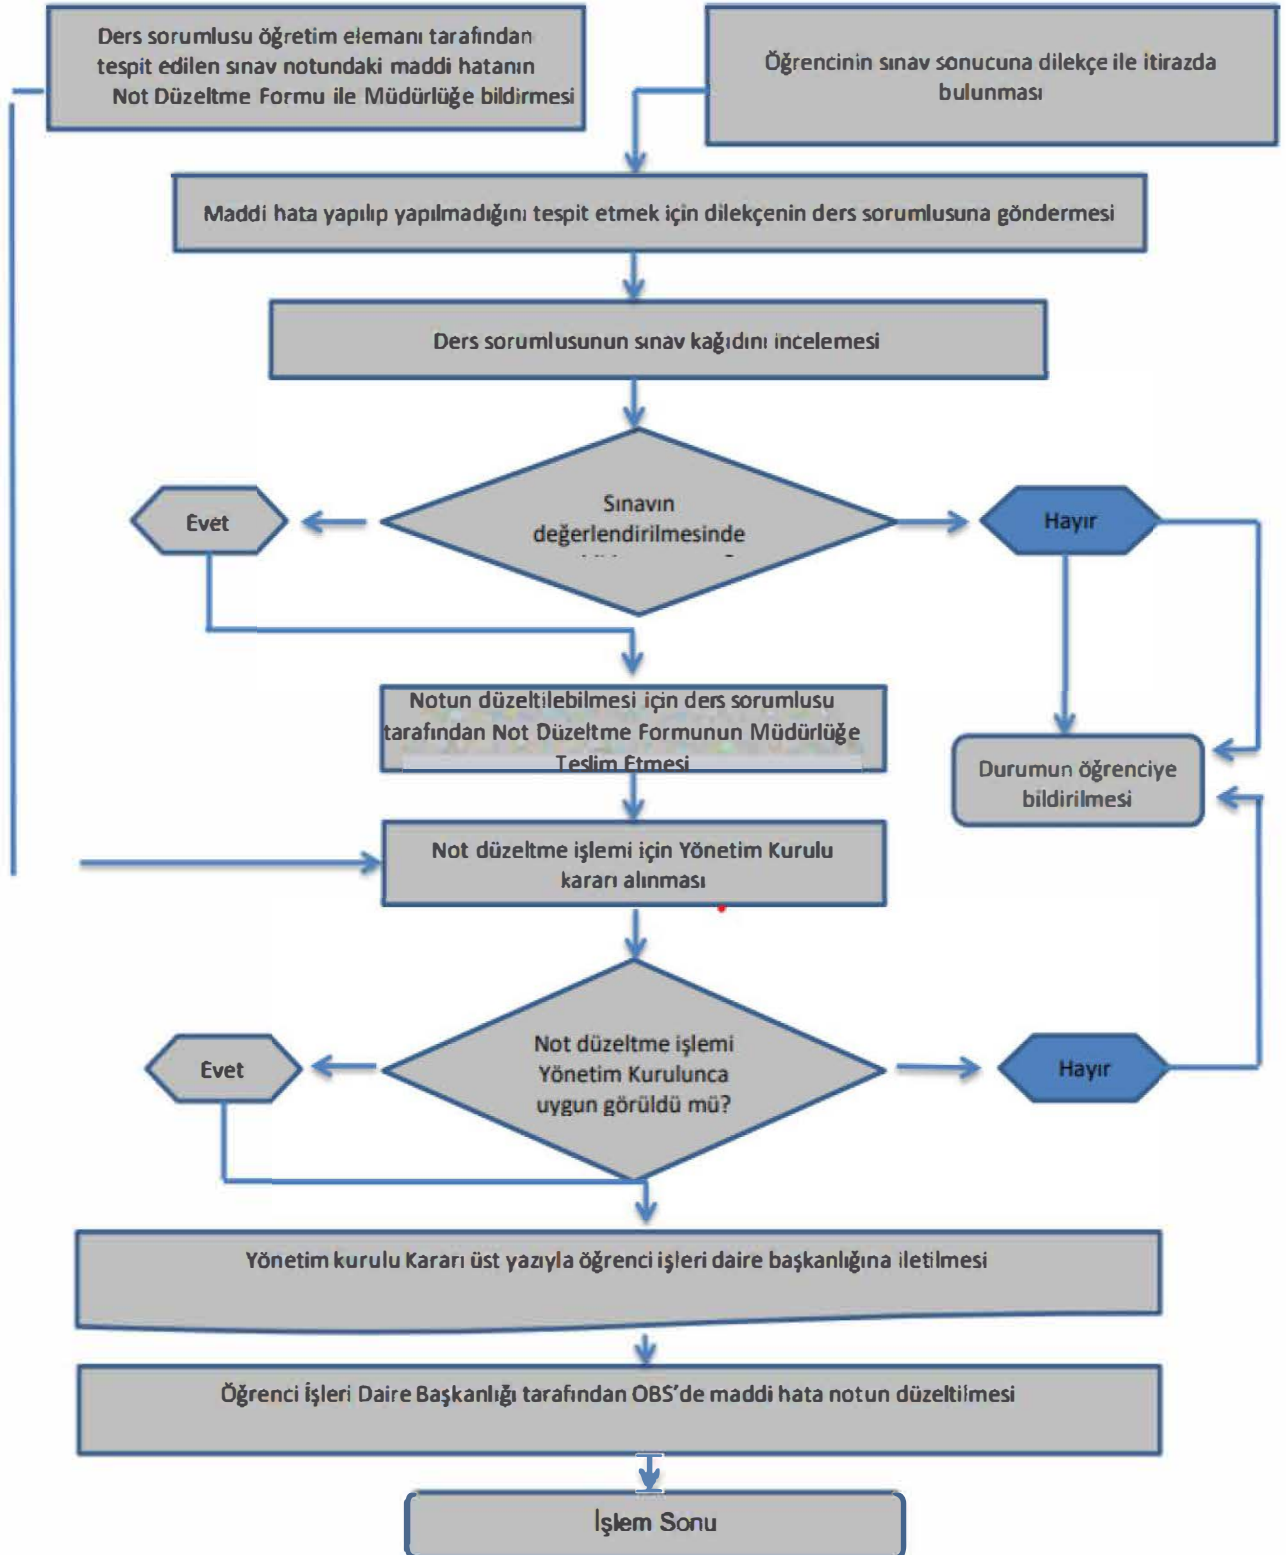 Ders sorumlusu öğretim elemanı tarafından
tespit edilen sınav notundaki maddi hatanın
Not Düzeltme Formu ile Müdürlüğe bildirmesi
Öğrencinin sınav sonucuna dilekçe ile itirazda
bulunması
Maddi hata yapılıp yapılmadığını tespit etmek için dilekçenin ders sorumlusuna göndermesi
Ders sorumlusunun sınav kağıdını incelemesi
Evet
Sınavın
değerlendirilmesinde
Hayır
Notun düzeltilebilmesi için ders sorumlusu
tarafından Not Düzeltme Formunun Müdürlüğe
Teslim Etmesi
Durumun öğrenciye
bildirilmesi
Not düzeltme işlemi için Yönetim Kurulu
kararı alınması
Evet
Not düzeltme işlemi
Yönetim Kurulunca
uygun görüldü mü?
Hayır
Yönetim kurulu Kararı üst yazıyla öğrenci işleri daire başkanlığına iletilmesi
Öğrenci İşleri Daire Başkanlığı tarafından OBS'de maddi hata notun düzeltilmesi
İşlem Sonu